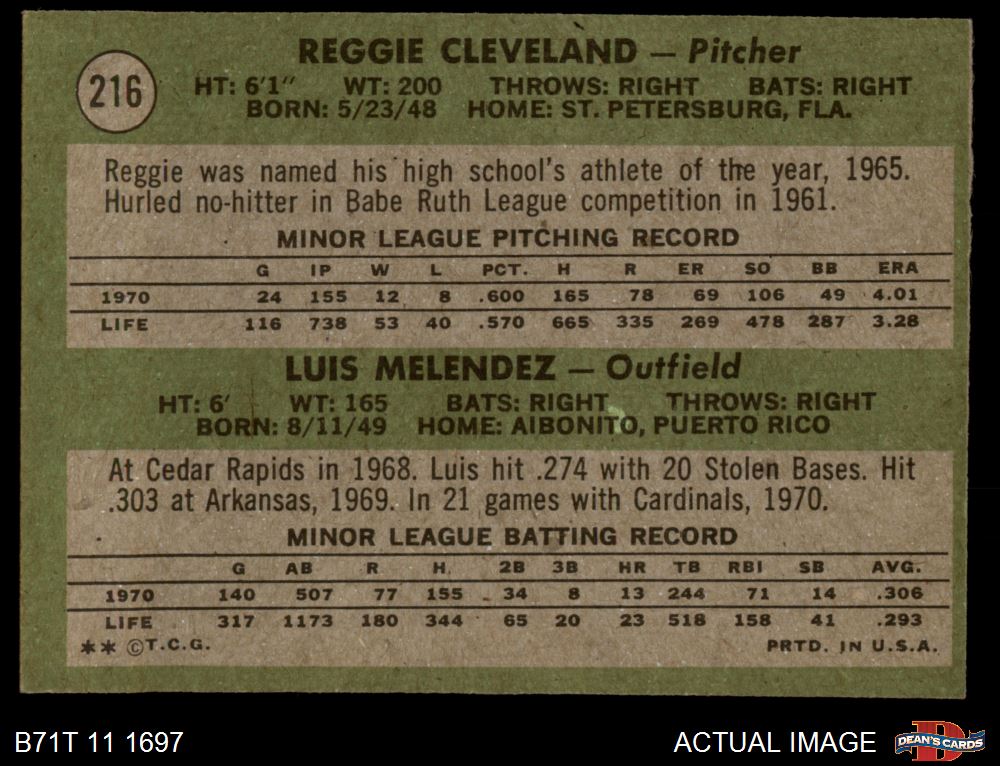 216
REGGIE CLEVELAND — Pitcher
HT: 6'1" WT: 200 THROWS: RIGHT BATS: RIGHT
BORN: 5/23/48 HOME: ST. PETERSBURG, FLA.
Reggie was named his high school's athlete of the year, 1965.
Hurled no-hitter in Babe Ruth League competition in 1961.
MINOR LEAGUE PITCHING RECORD
G IP W L PCT. H R ER SO BB ERA
1970 24 155 12 8 .600 165 78 69 106 49 4.01
LIFE 116 738 53 40 .570 665 335 269 478 287 3.28
LUIS MELENDEZ — Outfield
HT: 6' WT: 165 BATS: RIGHT THROWS: RIGHT
BORN: 8/11/49 HOME: AIBONITO, PUERTO RICO
At Cedar Rapids in 1968. Luis hit .274 with 20 Stolen Bases. Hit
.303 at Arkansas, 1969. In 21 games with Cardinals, 1970.
MINOR LEAGUE BATTING RECORD
G AB R H 2B 3B HR TB RBI SB AVG.
1970 140 507 77 155 34 8 13 244 71 14 .306
LIFE 317 1173 180 344 65 20 23 518 158 41 .293
** ©T.C.G. PRTD. IN U.S.A.
B71T 11 1697 ACTUAL IMAGE DEAN'S CARDS